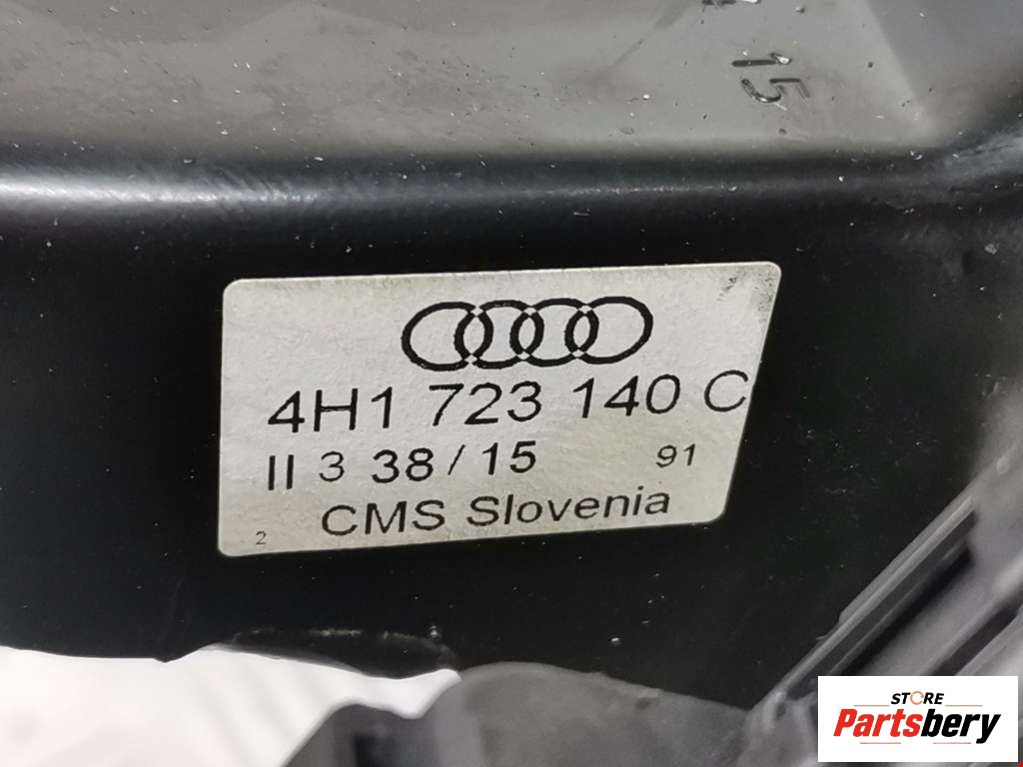 15
4H1 723 140 C
II 3 38/15 91
CMS Slovenia
2
STORE
Partsbery